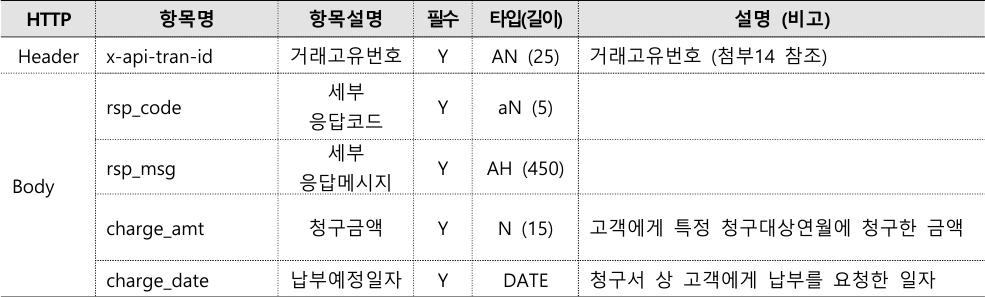 HTTP 항목명 항목설명 필수 타입(길이) 설명 (비고)
Header x-api-tran-id 거래고유번호 Y AN (25) 거래고유번호 (첨부14 참조)
Body
rsp_code 세부 응답코드 Y aN (5)
rsp_msg 세부 응답메시지 Y AH (450)
charge_amt 청구금액 Y N (15) 고객에게 특정 청구대상연월에 청구한 금액
charge_date 납부예정일자 Y DATE 청구서 상 고객에게 납부를 요청한 일자